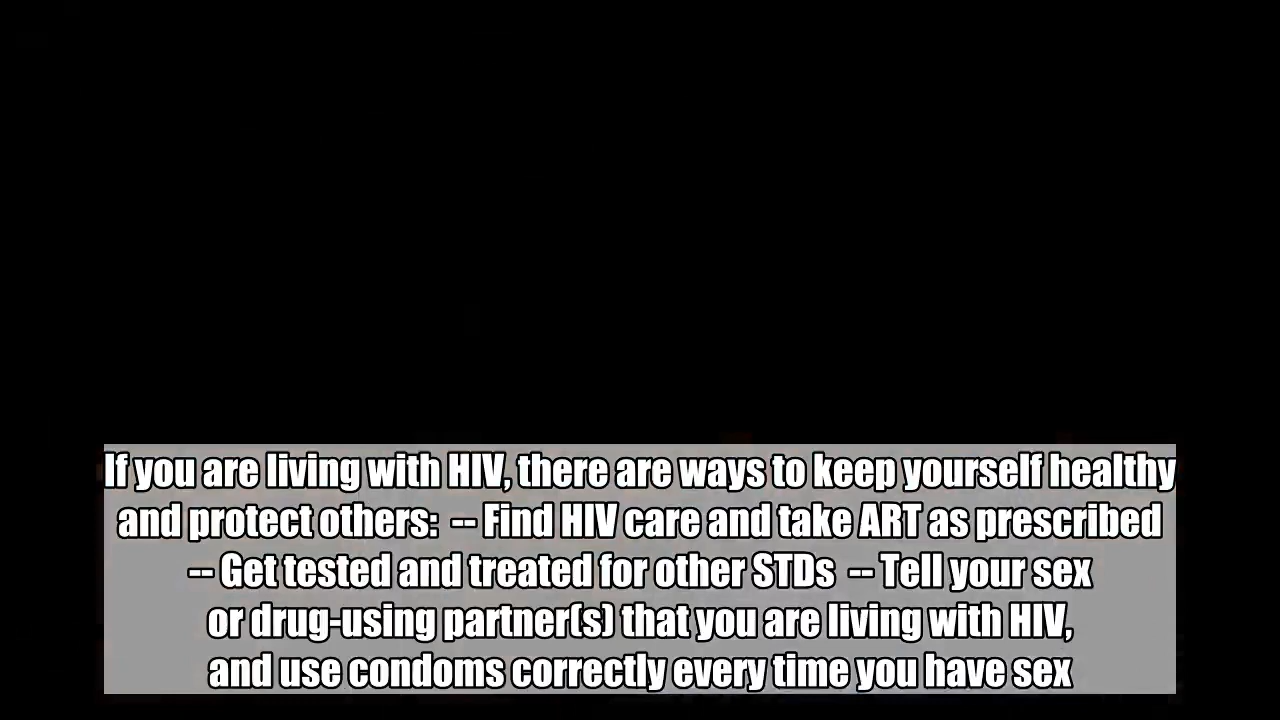 If you are living with HIV, there are ways to keep yourself healthy
and protect others:  -- Find HIV care and take ART as prescribed
-- Get tested and treated for other STDs  -- Tell your sex
or drug-using partner(s) that you are living with HIV,
and use condoms correctly every time you have sex